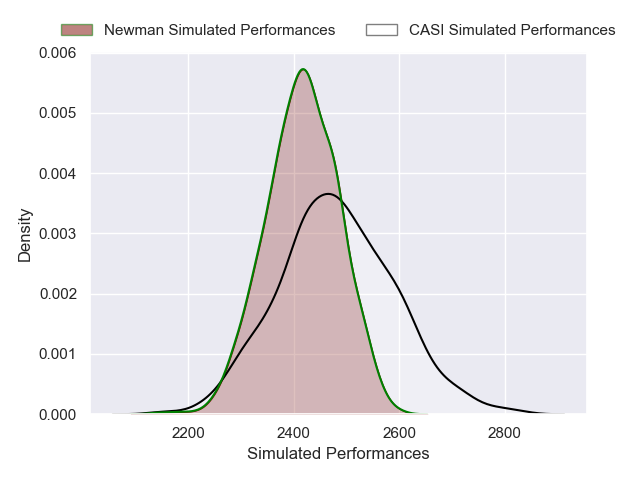 Newman Simulated Performances CASI Simulated Performances
0.006
0.005
0.004
0.003
0.002
0.001
0.000
Density
2200 2400 2600 2800
Simulated Performances